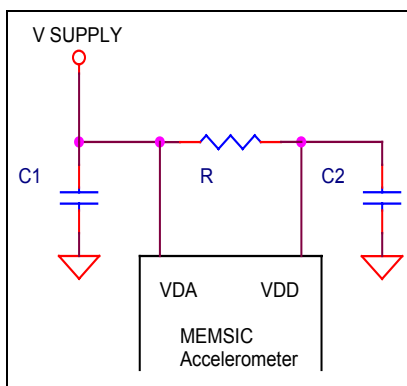 V SUPPLY
C1
R
C2
VDA
VDD
MEMSIC
Accelerometer